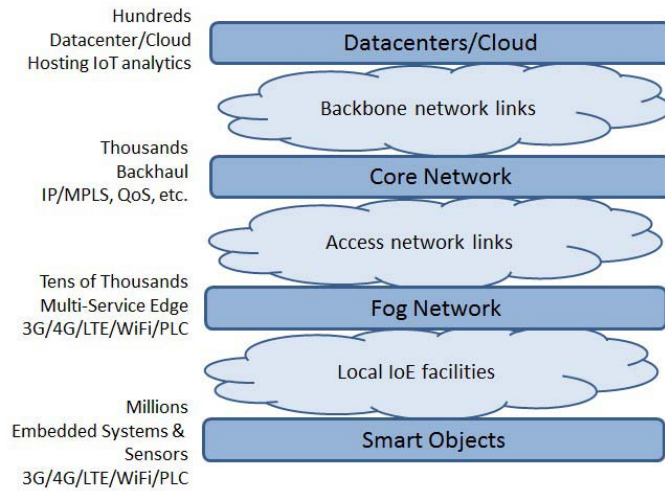 Hundreds
Datacenter/Cloud
Hosting IoT analytics
Datacenters/Cloud
Backbone network links
Thousands
Backhaul
IP/MPLS, QoS, etc.
Core Network
Access network links
Tens of Thousands
Multi-Service Edge
3G/4G/LTE/WiFi/PLC
Fog Network
Local IoE facilities
Millions
Embedded Systems &
Sensors
3G/4G/LTE/WiFi/PLC
Smart Objects